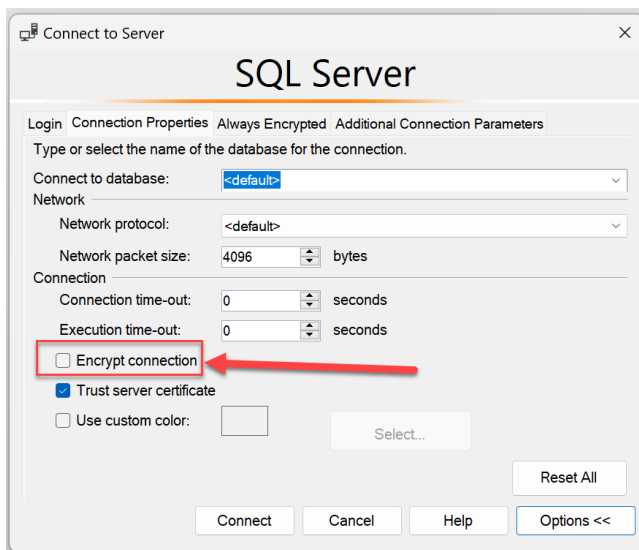 Connect to Server
SQL Server
Login Connection Properties Always Encrypted Additional Connection Parameters
Type or select the name of the database for the connection.
Connect to database: <default>
Network
Network protocol: <default>
Network packet size: 4096 bytes
Connection
Connection time-out: 0 seconds
Execution time-out: 0 seconds
Encrypt connection
Trust server certificate
Use custom color:
Select...
Reset All
Connect Cancel Help Options <<